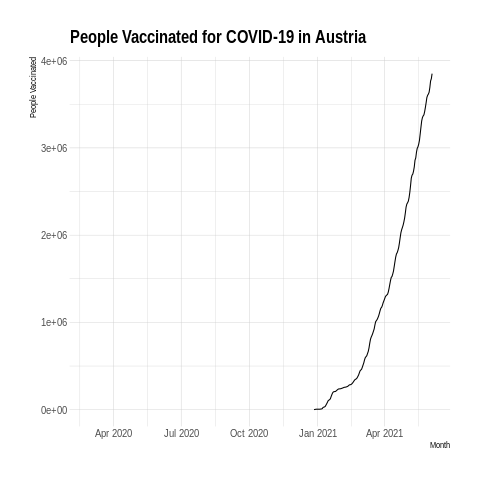 People Vaccinated for COVID-19 in Austria
People Vaccinated
4e+06
3e+06
2e+06
1e+06
0e+00
Apr 2020 Jul 2020 Oct 2020 Jan 2021 Apr 2021
Month